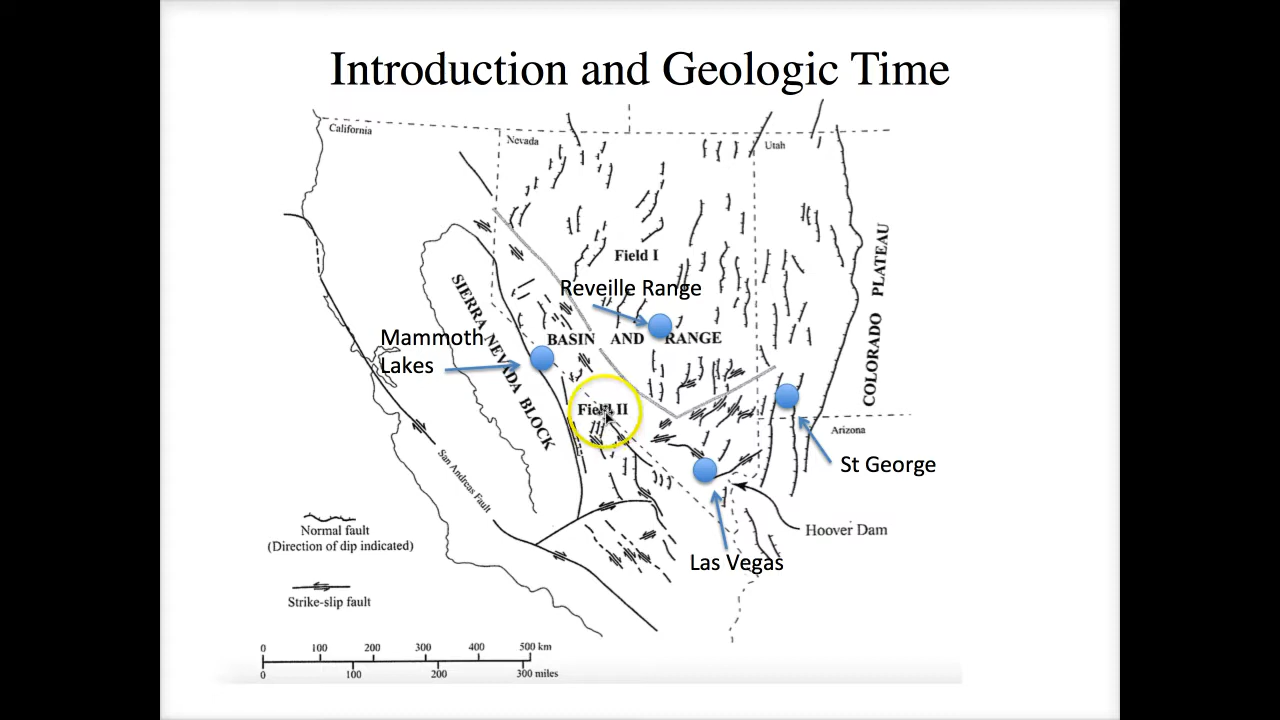 Introduction and Geologic Time
California
Nevada
Utah
Field I
Reveille Range
BASIN AND RANGE
SIERRA NEVADA BLOCK
COLORADO PLATEAU
Mammoth
Lakes
Field II
Arizona
St George
San Andreas Fault
Hoover Dam
Las Vegas
Normal fault
(Direction of dip indicated)
Strike-slip fault
0 100 200 300 400 500 km
0 100 200 300 miles